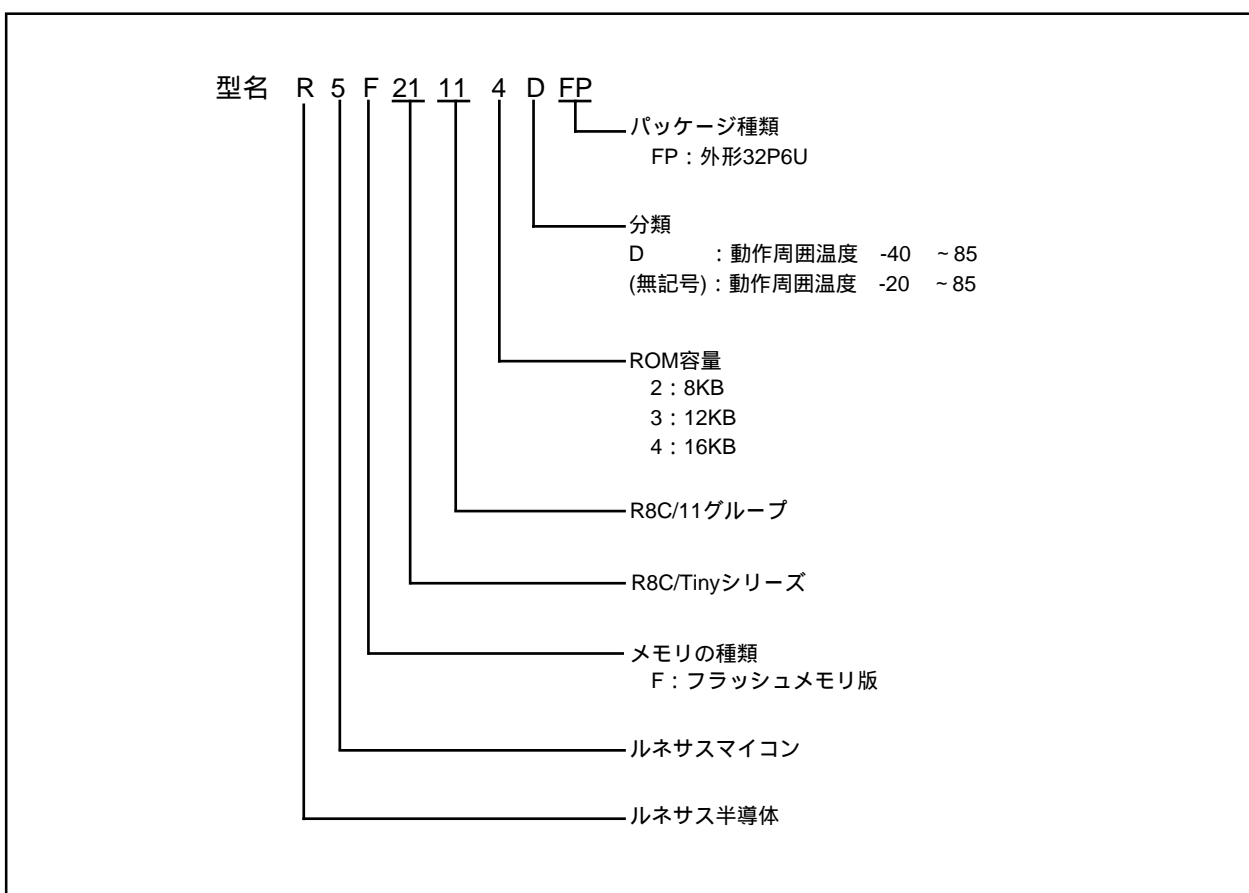 型名 R 5 F 21 11 4 D FP
パッケージ種類
FP：外形32P6U
分類
D ：動作周囲温度 -40 ~ 85
(無記号)：動作周囲温度 -20 ~ 85
ROM容量
2：8KB
3：12KB
4：16KB
R8C/11グループ
R8C/Tinyシリーズ
メモリの種類
F：フラッシュメモリ版
ルネサスマイコン
ルネサス半導体